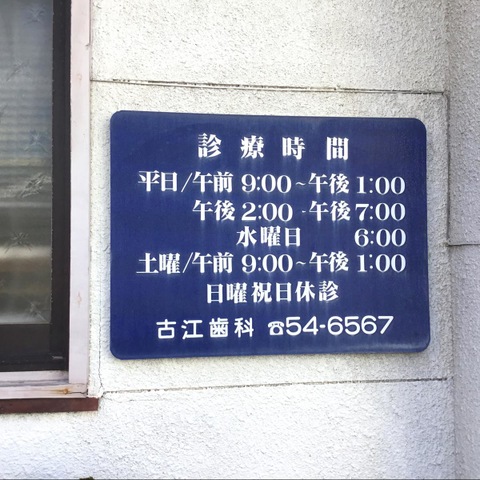 診療時間
平日/午前 9:00~午後 1:00
午後 2:00-午後 7:00
水曜日 6:00
土曜/午前 9:00~午後 1:00
日曜祝日休診
古江歯科 ☎54-6567